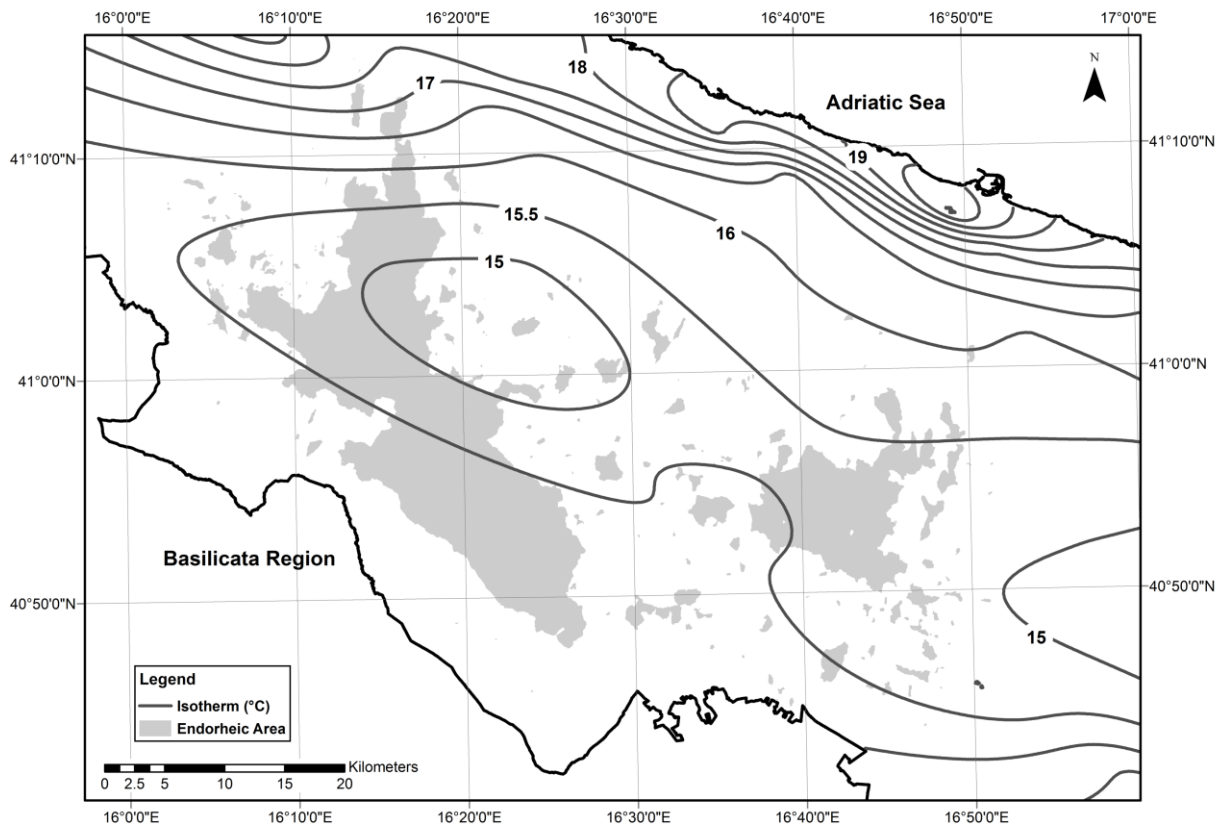 16°0'0"E 16°10'0"E 16°20'0"E 16°30'0"E 16°40'0"E 16°50'0"E 17°0'0"E
N
18
17
Adriatic Sea
41°10'0"N
41°10'0"N
19
15.5
16
15
41°0'0"N
41°0'0"N
Basilicata Region
40°50'0"N
40°50'0"N
15
Legend
Isotherm (°C)
Endorheic Area
Kilometers
0 2.5 5 10 15 20
16°0'0"E 16°10'0"E 16°20'0"E 16°30'0"E 16°40'0"E 16°50'0"E